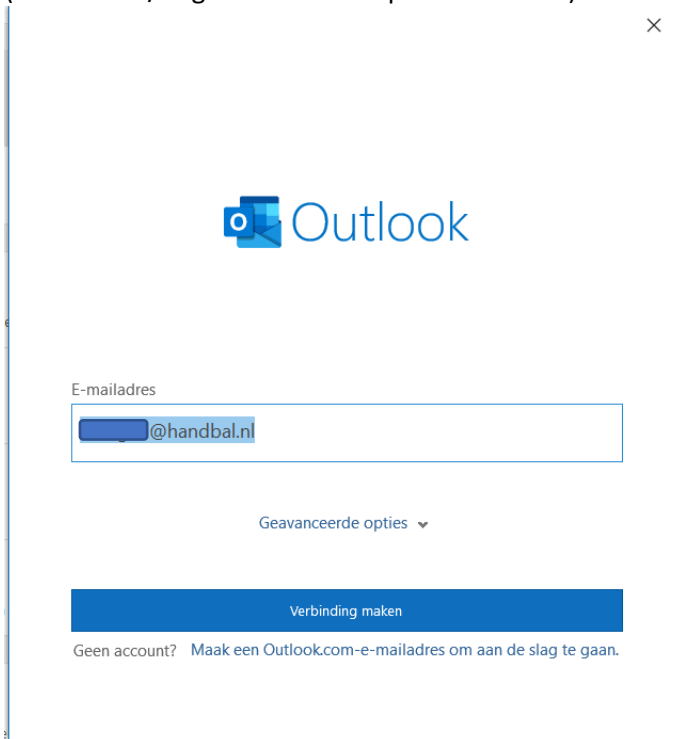 Outlook
E-mailadres
@handbal.nl
Geavanceerde opties
Verbinding maken
Geen account? Maak een Outlook.com-e-mailadres om aan de slag te gaan.